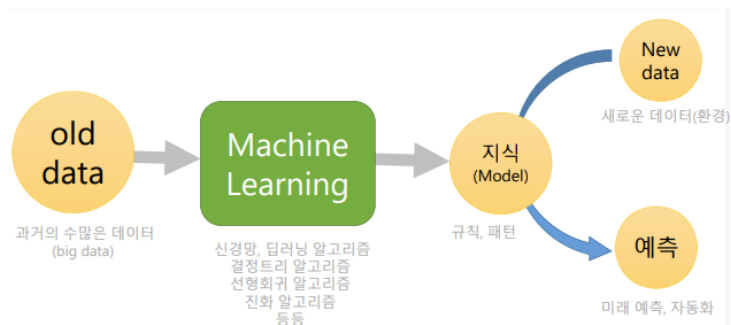 old
data
과거의 수많은 데이터
(big data)
Machine
Learning
신경망, 딥러닝 알고리즘
결정트리 알고리즘
선형회귀 알고리즘
진화 알고리즘
등등
지식
(Model)
규칙, 패턴
New
data
새로운 데이터(환경)
예측
미래 예측, 자동화